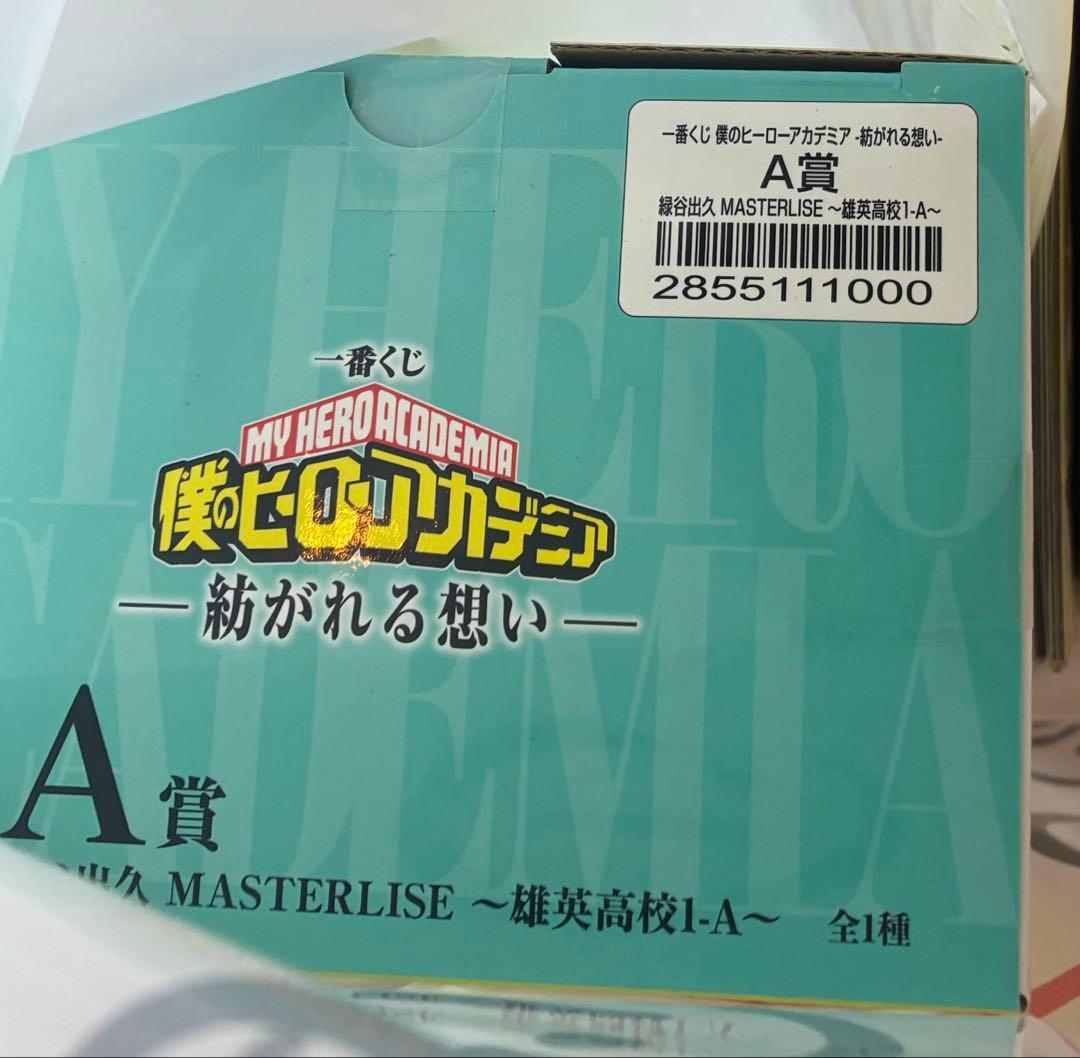 一番くじ 僕のヒーローアカデミア -紡がれる想い-
A賞
緑谷出久 MASTERLISE ～雄英高校1-A～
2855111000
MY HERO
ACADEMIA
一番くじ
MY HERO ACADEMIA
僕のヒーローアカデミア
― 紡がれる想い ―
A賞
出久 MASTERLISE ～雄英高校1-A～ 全1種